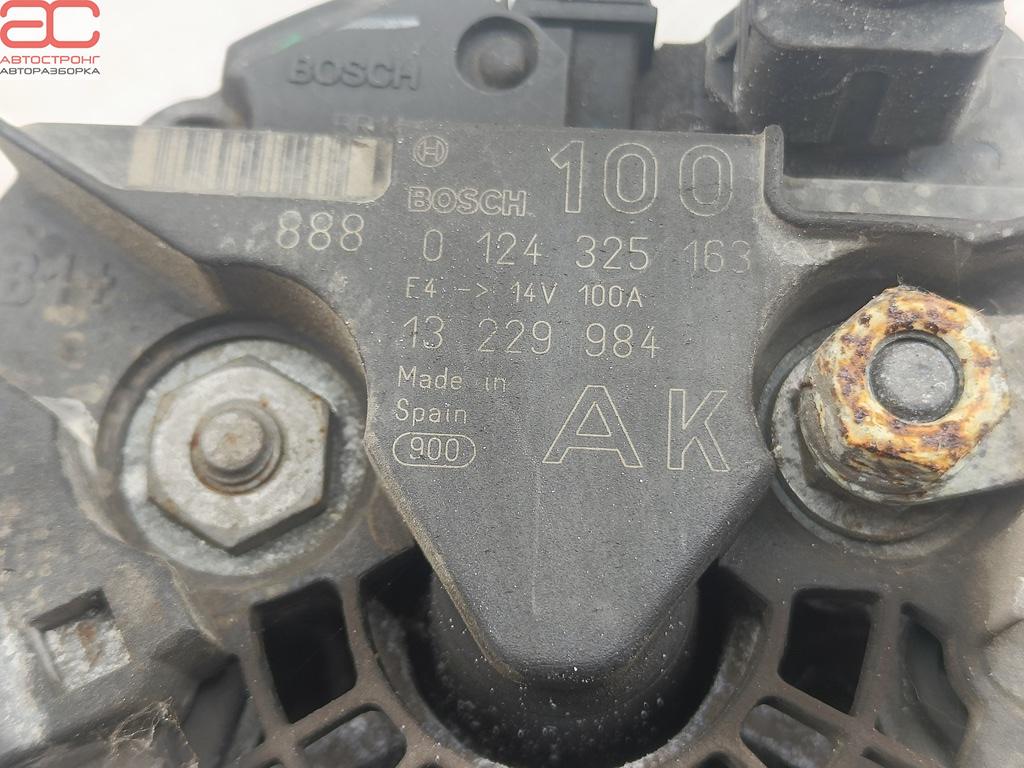 АС
АВТОСТРОНГ
АВТОРАЗБОРКА
BOSCH
BOSCH 100
888 0 124 325 163
E4 -> 14V 100A
13 229 984
Made in
Spain
900
AK